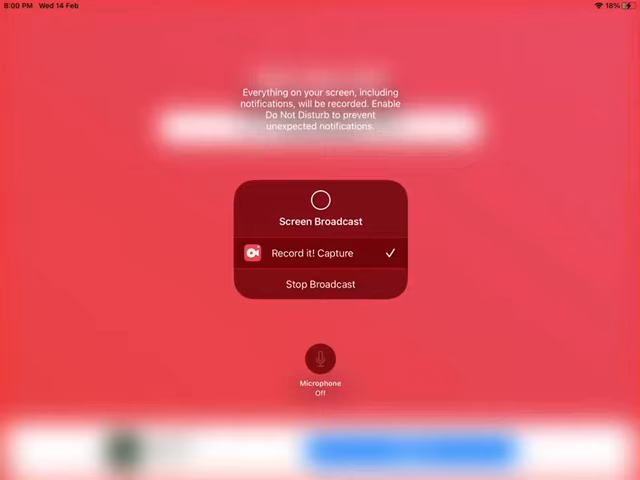 8:00 PM Wed 14 Feb
18%
Everything on your screen, including
notifications, will be recorded. Enable
Do Not Disturb to prevent
unexpected notifications.
Screen Broadcast
Record it! Capture
Stop Broadcast
Microphone
Off